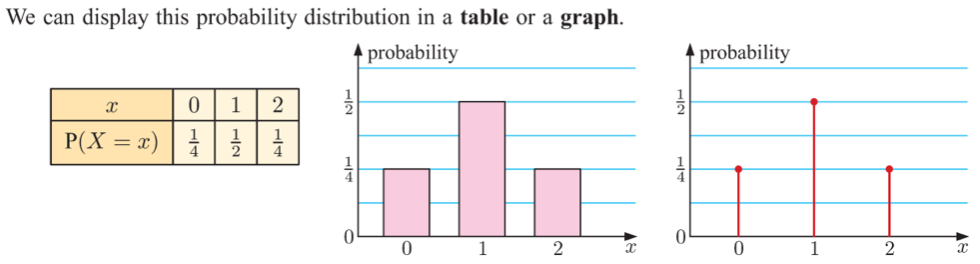 We can display this probability distribution in a table or a graph.
x 0 1 2
P(X = x) 1/4 1/2 1/4
probability
1/2
1/4
0
0 1 2 x
probability
1/2
1/4
0
0 1 2 x